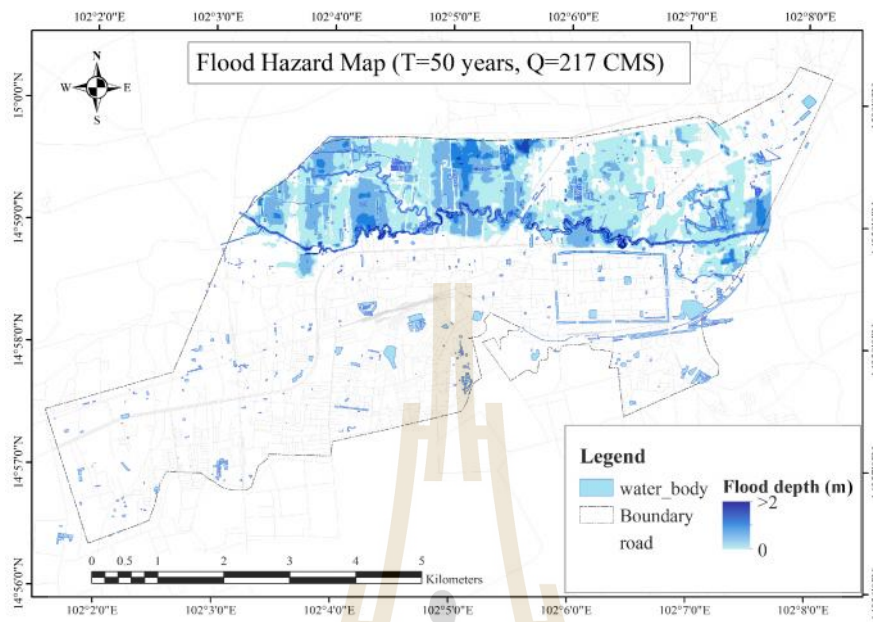 102°2'0"E 102°3'0"E 102°4'0"E 102°5'0"E 102°6'0"E 102°7'0"E 102°8'0"E
Flood Hazard Map (T=50 years, Q=217 CMS)
N
W E
S
15°0'0"N
14°59'0"N
14°58'0"N
14°57'0"N
14°56'0"N
Legend
water_body
Boundary
road
Flood depth (m)
>2
0
0 0.5 1 2 3 4 5
Kilometers
102°2'0"E 102°3'0"E 102°4'0"E 102°5'0"E 102°6'0"E 102°7'0"E 102°8'0"E